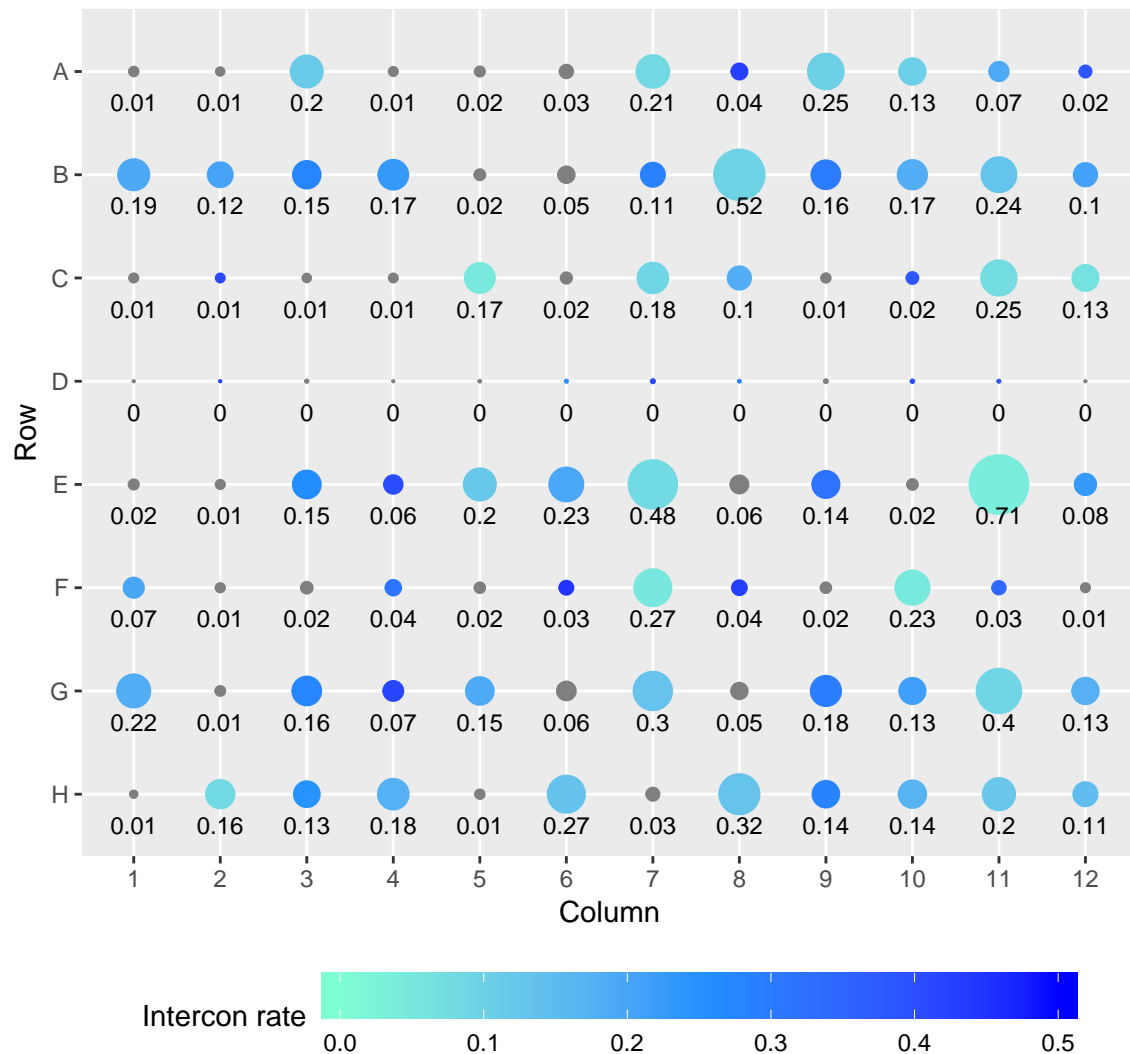 A
0.01 0.01 0.2 0.01 0.02 0.03 0.21 0.04 0.25 0.13 0.07 0.02
B
0.19 0.12 0.15 0.17 0.02 0.05 0.11 0.52 0.16 0.17 0.24 0.1
C
0.01 0.01 0.01 0.01 0.17 0.02 0.18 0.1 0.01 0.02 0.25 0.13
D
0 0 0 0 0 0 0 0 0 0 0 0
Row
E
0.02 0.01 0.15 0.06 0.2 0.23 0.48 0.06 0.14 0.02 0.71 0.08
F
0.07 0.01 0.02 0.04 0.02 0.03 0.27 0.04 0.02 0.23 0.03 0.01
G
0.22 0.01 0.16 0.07 0.15 0.06 0.3 0.05 0.18 0.13 0.4 0.13
H
0.01 0.16 0.13 0.18 0.01 0.27 0.03 0.32 0.14 0.14 0.2 0.11
1 2 3 4 5 6 7 8 9 10 11 12
Column
Intercon rate
0.0 0.1 0.2 0.3 0.4 0.5